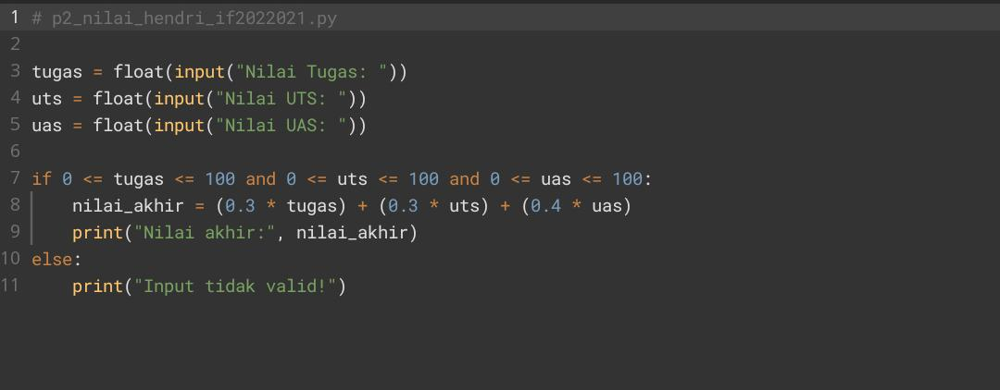 1 # p2_nilai_hendri_if2022021.py
2
3 tugas = float(input("Nilai Tugas: "))
4 uts = float(input("Nilai UTS: "))
5 uas = float(input("Nilai UAS: "))
6
7 if 0 <= tugas <= 100 and 0 <= uts <= 100 and 0 <= uas <= 100:
8     nilai_akhir = (0.3 * tugas) + (0.3 * uts) + (0.4 * uas)
9     print("Nilai akhir:", nilai_akhir)
10 else:
11     print("Input tidak valid!")